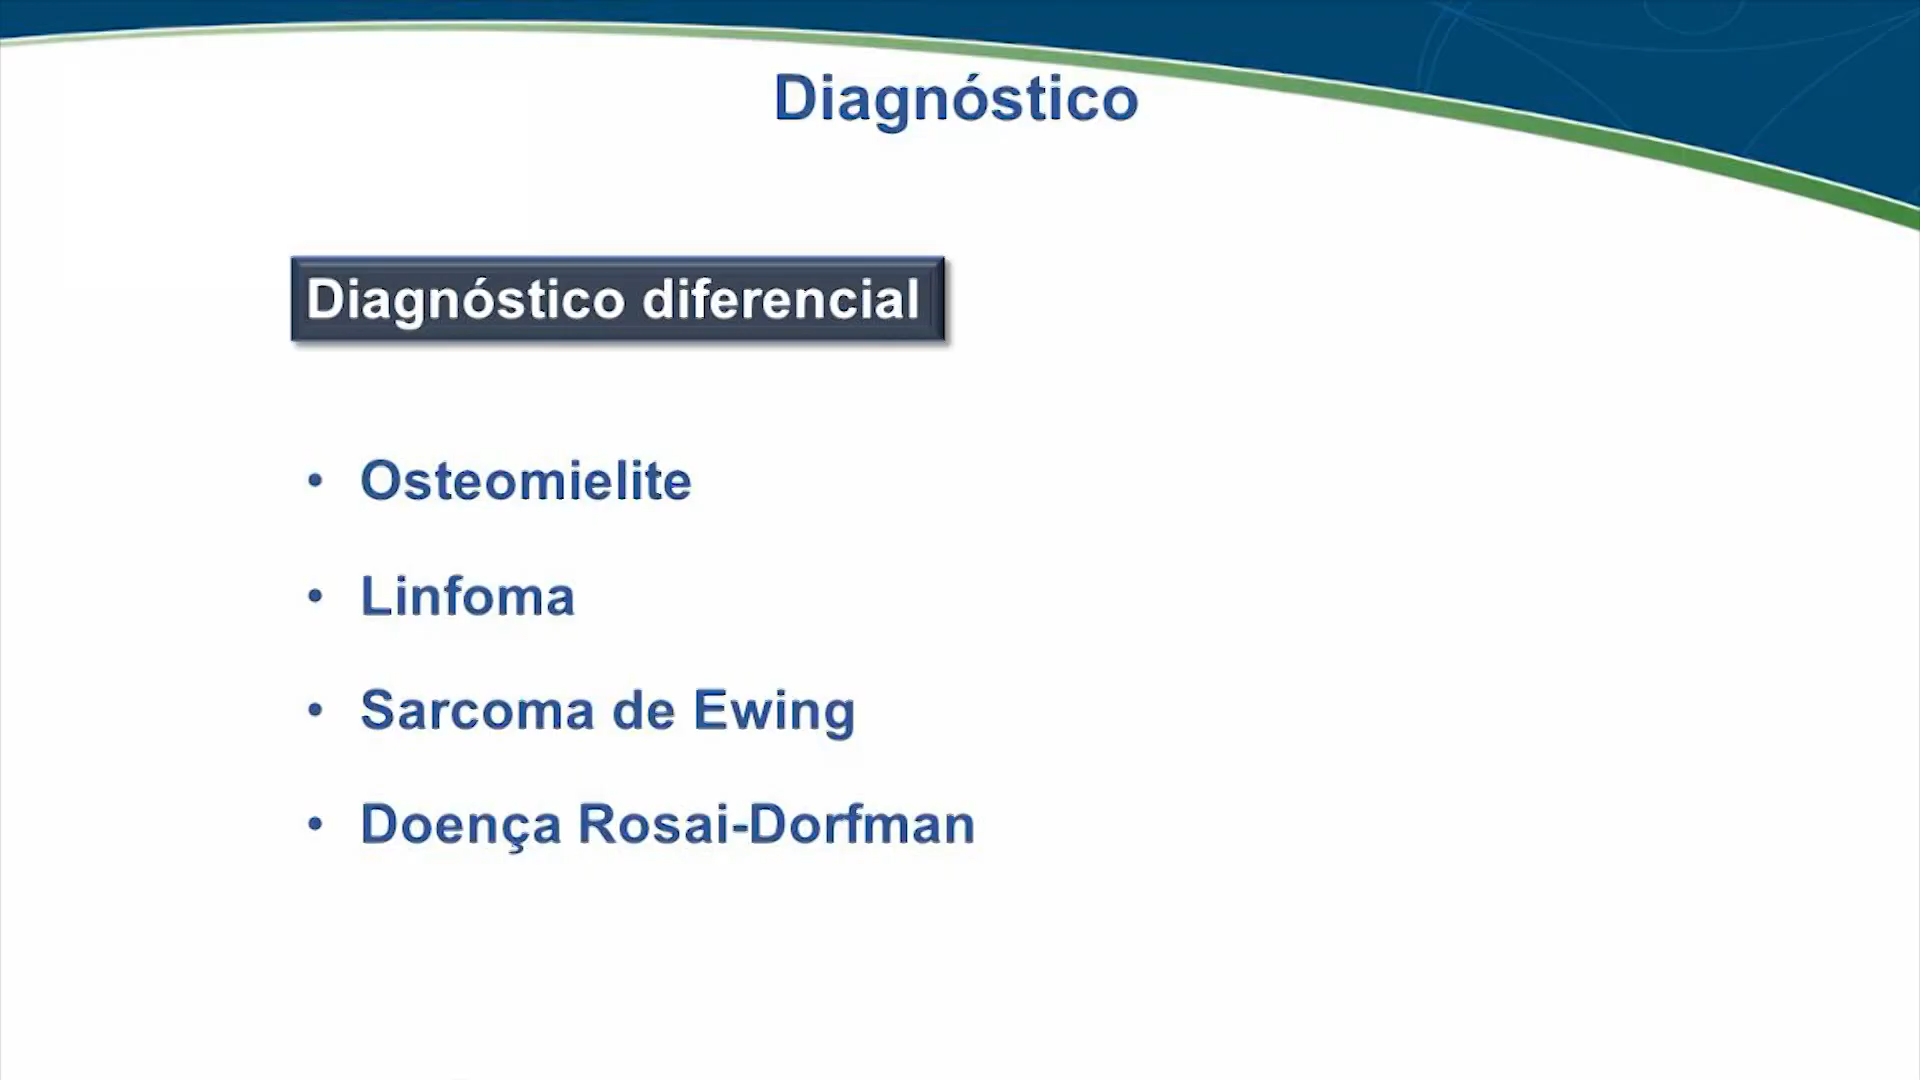 Diagnóstico
Diagnóstico diferencial
• Osteomielite
• Linfoma
• Sarcoma de Ewing
• Doença Rosai-Dorfman